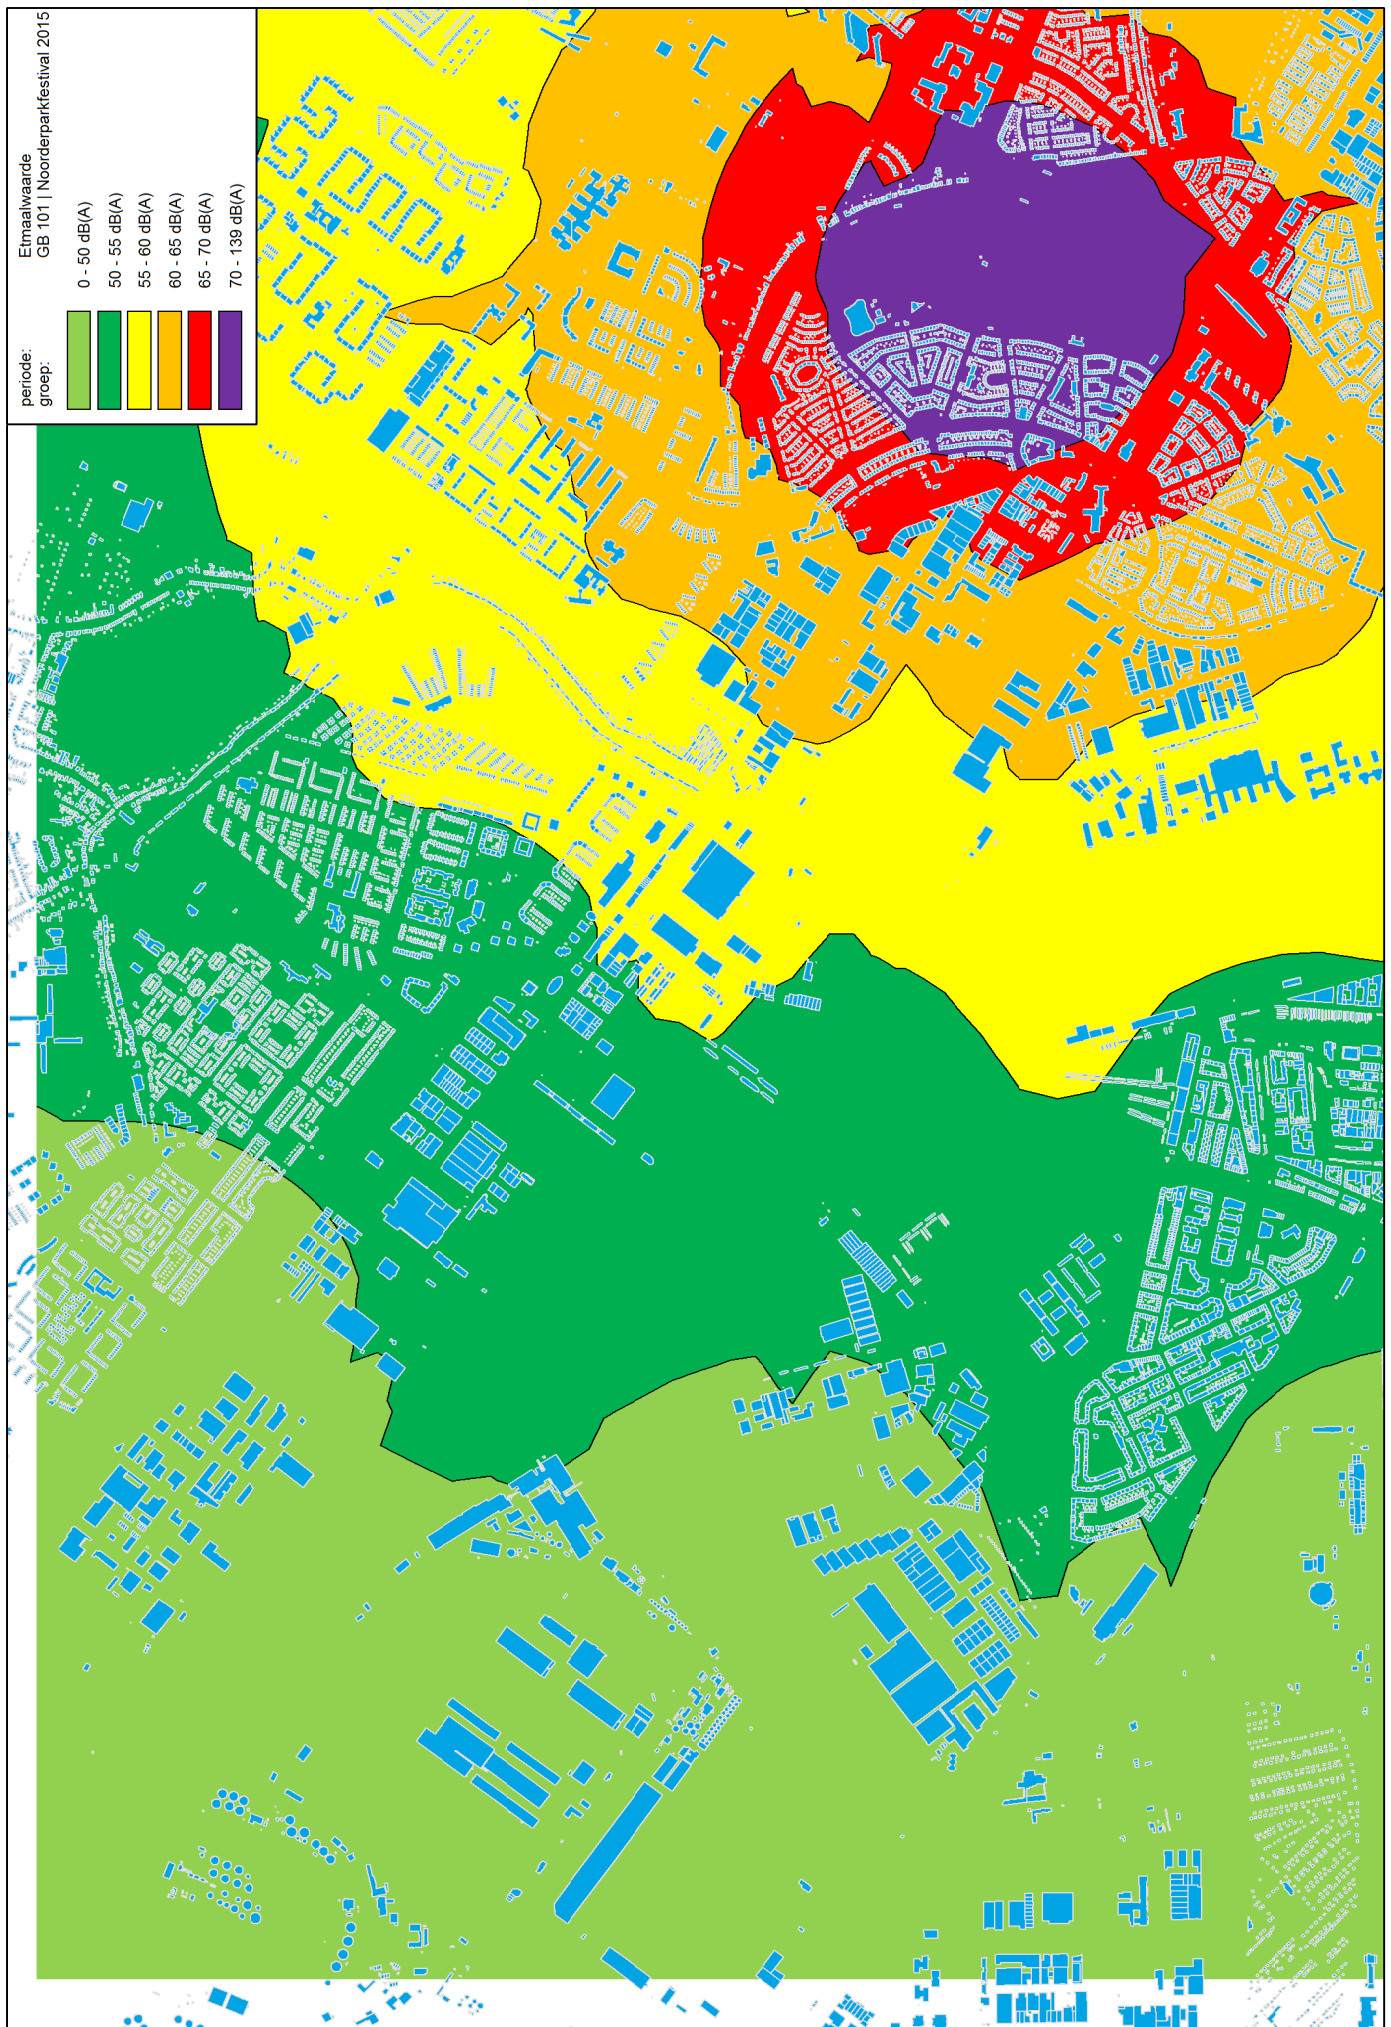 periode: Etmaalwaarde
groep: GB 101 | Noorderparkfestival 2015
0 - 50 dB(A)
50 - 55 dB(A)
55 - 60 dB(A)
60 - 65 dB(A)
65 - 70 dB(A)
70 - 139 dB(A)